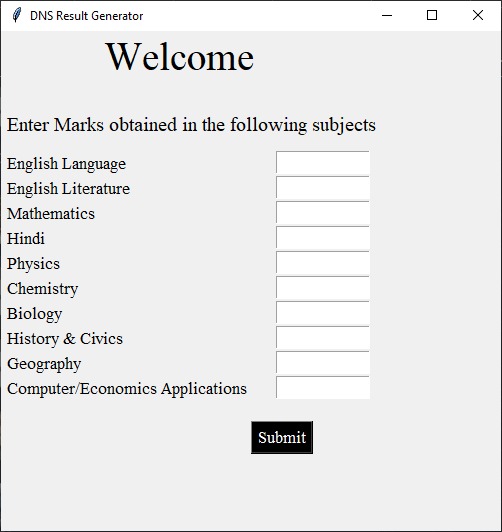 DNS Result Generator
Welcome
Enter Marks obtained in the following subjects
English Language
English Literature
Mathematics
Hindi
Physics
Chemistry
Biology
History & Civics
Geography
Computer/Economics Applications
Submit